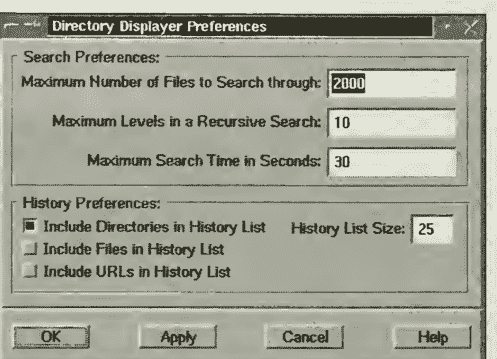 Directory Displayer Preferences
Search Preferences:
Maximum Number of Files to Search through: 2000
Maximum Levels in a Recursive Search: 10
Maximum Search Time in Seconds: 30
History Preferences:
Include Directories in History List History List Size: 25
Include Files in History List
Include URLs in History List
OK Apply Cancel Help